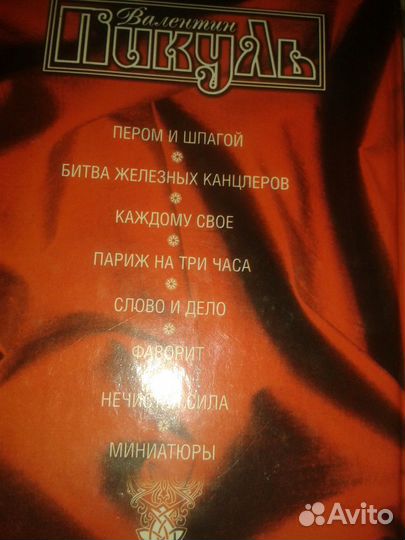 Валентин
Пикуль
ПЕРОМ И ШПАГОЙ
БИТВА ЖЕЛЕЗНЫХ КАНЦЛЕРОВ
КАЖДОМУ СВОЕ
ПАРИЖ НА ТРИ ЧАСА
СЛОВО И ДЕЛО
ФАВОРИТ
НЕЧИСТАЯ СИЛА
МИНИАТЮРЫ
Avito